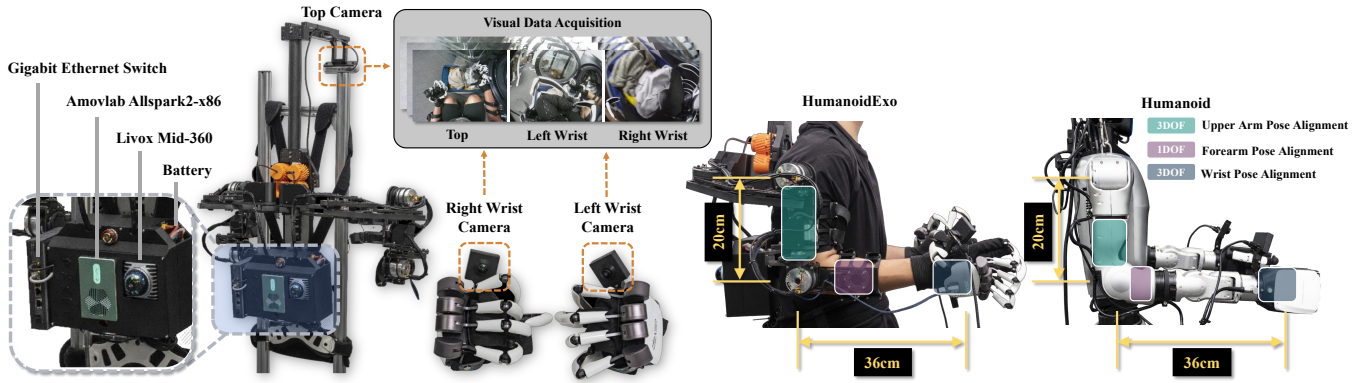 Top Camera
Gigabit Ethernet Switch
Amovlab Allspark2-x86
Livox Mid-360
Battery
Visual Data Acquisition
Top
Left Wrist
Right Wrist
Right Wrist
Camera
Left Wrist
Camera
HumanoidExo
20cm
36cm
Humanoid
3DOF Upper Arm Pose Alignment
1DOF Forearm Pose Alignment
3DOF Wrist Pose Alignment
20cm
36cm